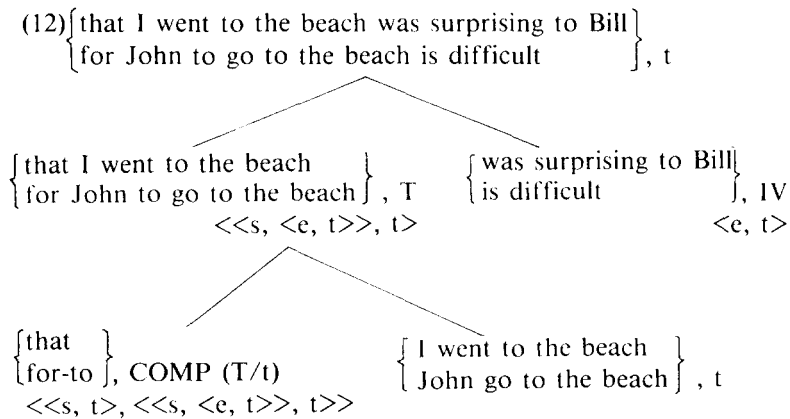 (12) {that I went to the beach was surprising to Bill
for John to go to the beach is difficult}, t
{that I went to the beach
for John to go to the beach}, T
<<s, <e, t>>, t>
{was surprising to Bill
is difficult}, IV
<e, t>
{that
for-to}, COMP (T/t)
<<s, t>, <<s, <e, t>>, t>>
{I went to the beach
John go to the beach}, t